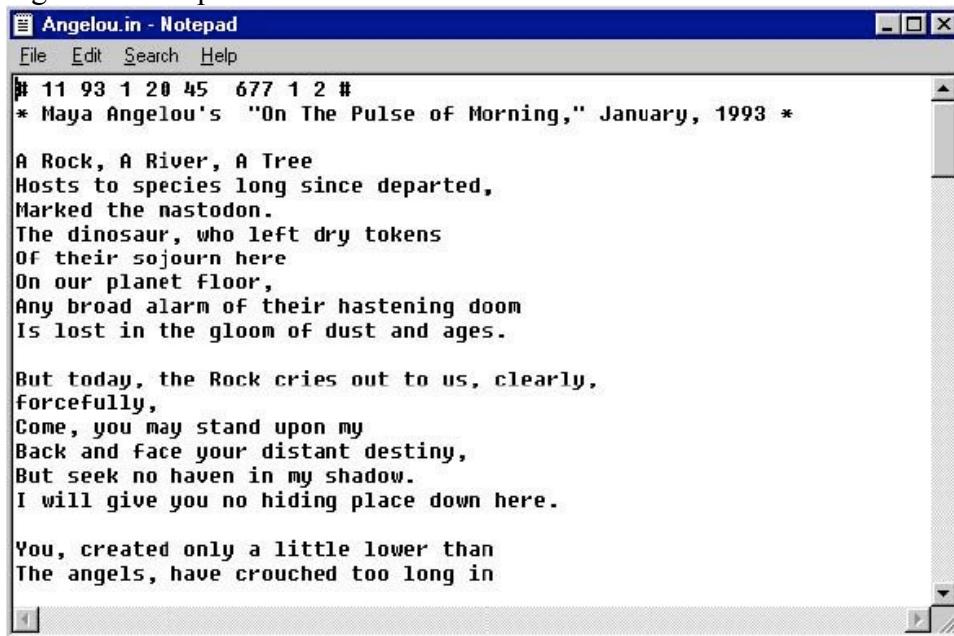 Angelou.in - Notepad
File Edit Search Help
# 11 93 1 20 45  677 1 2 #
* Maya Angelou's  "On The Pulse of Morning," January, 1993 *
A Rock, A River, A Tree
Hosts to species long since departed,
Marked the nastodon.
The dinosaur, who left dry tokens
Of their sojourn here
On our planet floor,
Any broad alarm of their hastening doom
Is lost in the gloom of dust and ages.
But today, the Rock cries out to us, clearly,
forcefully,
Come, you may stand upon my
Back and face your distant destiny,
But seek no haven in my shadow.
I will give you no hiding place down here.
You, created only a little lower than
The angels, have crouched too long in